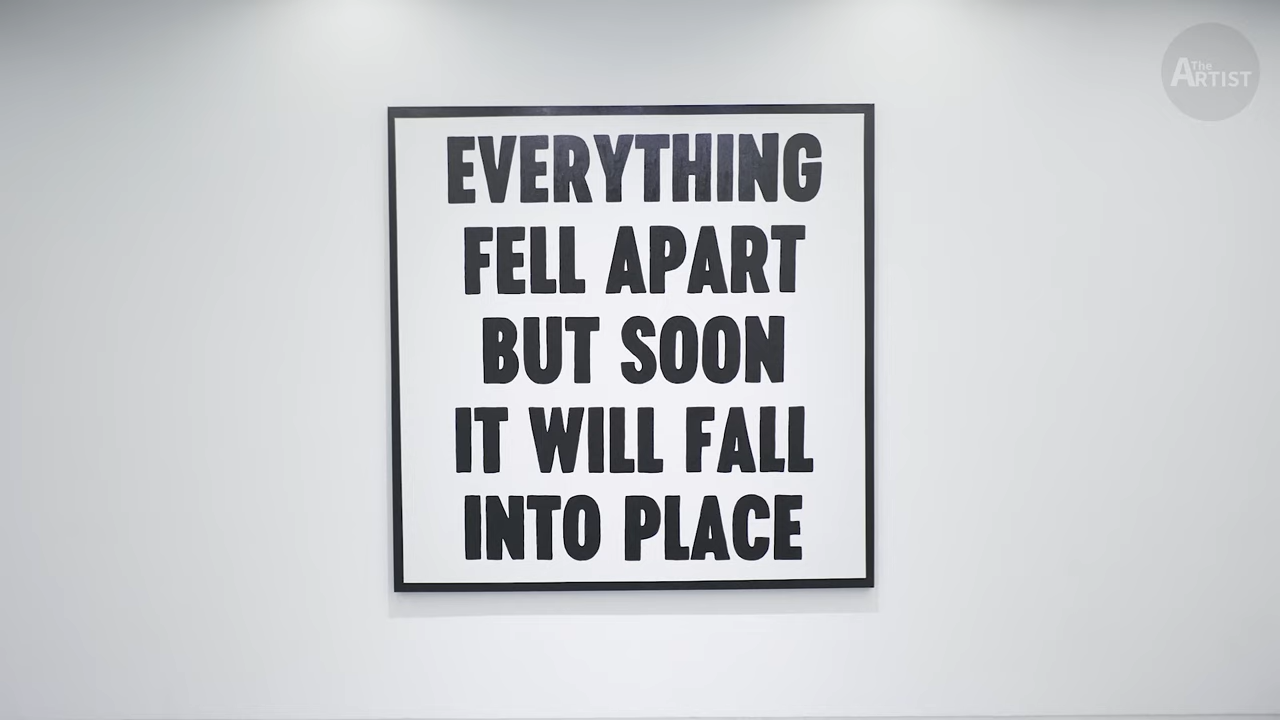 EVERYTHING
FELL APART
BUT SOON
IT WILL FALL
INTO PLACE
The
ARTIST